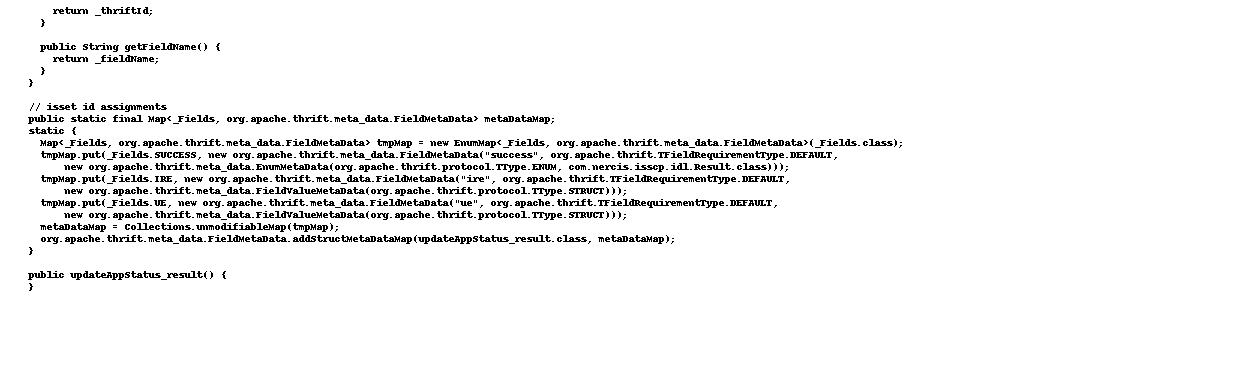 return _thriftId;
}
public String getFieldName() {
return _fieldName;
}
}
// isset id assignments
public static final Map<_Fields, org.apache.thrift.meta_data.FieldMetaData> metaDataMap;
static {
Map<_Fields, org.apache.thrift.meta_data.FieldMetaData> tmpMap = new EnumMap<_Fields, org.apache.thrift.meta_data.FieldMetaData>(_Fields.class);
tmpMap.put(_Fields.SUCCESS, new org.apache.thrift.meta_data.FieldMetaData("success", org.apache.thrift.TFieldRequirementType.DEFAULT,
new org.apache.thrift.meta_data.EnumMetaData(org.apache.thrift.protocol.TType.ENUM, com.nercis.isscp.idl.Result.class)));
tmpMap.put(_Fields.IRE, new org.apache.thrift.meta_data.FieldMetaData("ire", org.apache.thrift.TFieldRequirementType.DEFAULT,
new org.apache.thrift.meta_data.FieldValueMetaData(org.apache.thrift.protocol.TType.STRUCT)));
tmpMap.put(_Fields.UE, new org.apache.thrift.meta_data.FieldMetaData("ue", org.apache.thrift.TFieldRequirementType.DEFAULT,
new org.apache.thrift.meta_data.FieldValueMetaData(org.apache.thrift.protocol.TType.STRUCT)));
metaDataMap = Collections.unmodifiableMap(tmpMap);
org.apache.thrift.meta_data.FieldMetaData.addStructMetaDataMap(updateAppStatus_result.class, metaDataMap);
}
public updateAppStatus_result() {
}